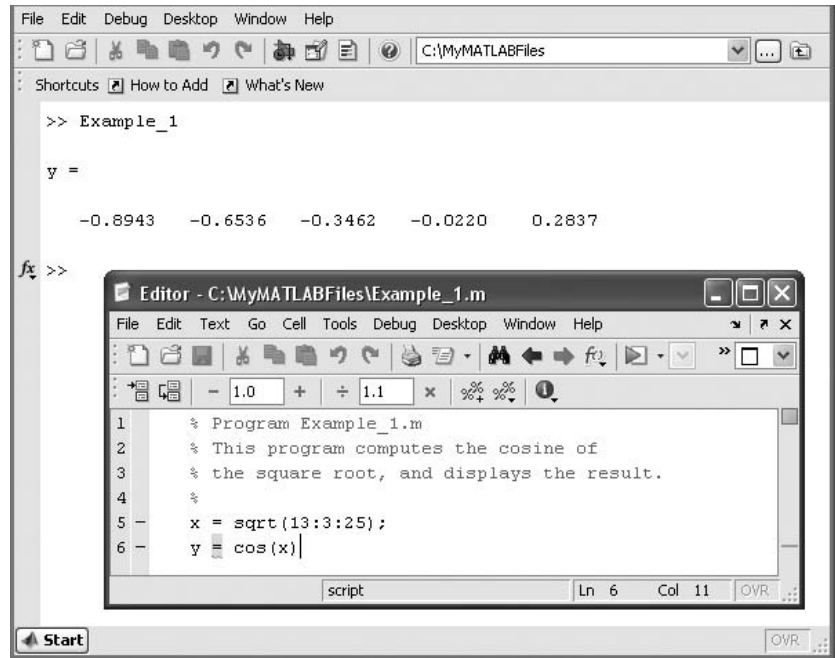 File Edit Debug Desktop Window Help
C:\MyMATLABFiles
Shortcuts How to Add What's New
>> Example_1
y =
-0.8943 -0.6536 -0.3462 -0.0220 0.2837
fx >>
Editor - C:\MyMATLABFiles\Example_1.m
File Edit Text Go Cell Tools Debug Desktop Window Help
- 1.0 + ÷ 1.1 ×
1 % Program Example_1.m
2 % This program computes the cosine of
3 % the square root, and displays the result.
4 %
5 - x = sqrt(13:3:25);
6 - y = cos(x)
script Ln 6 Col 11 OVR
Start OVR